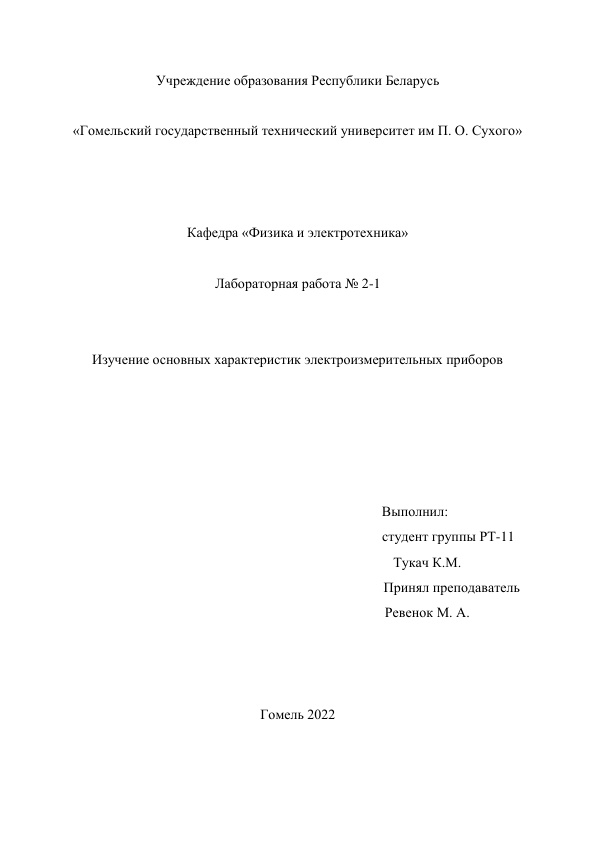 Учреждение образования Республики Беларусь
«Гомельский государственный технический университет им П. О. Сухого»
Кафедра «Физика и электротехника»
Лабораторная работа № 2-1
Изучение основных характеристик электроизмерительных приборов
Выполнил:
студент группы РТ-11
Тукач К.М.
Принял преподаватель
Ревенок М. А.
Гомель 2022